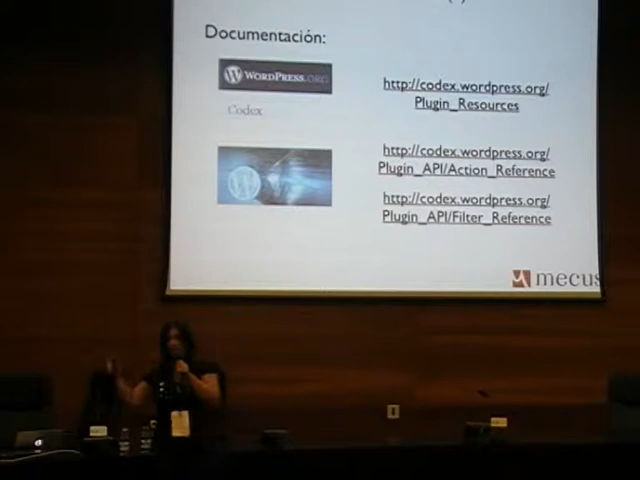 Documentación:
WORDPRESS.ORG
Codex
http://codex.wordpress.org/
Plugin_Resources
http://codex.wordpress.org/
Plugin_API/Action_Reference
http://codex.wordpress.org/
Plugin_API/Filter_Reference
mecus